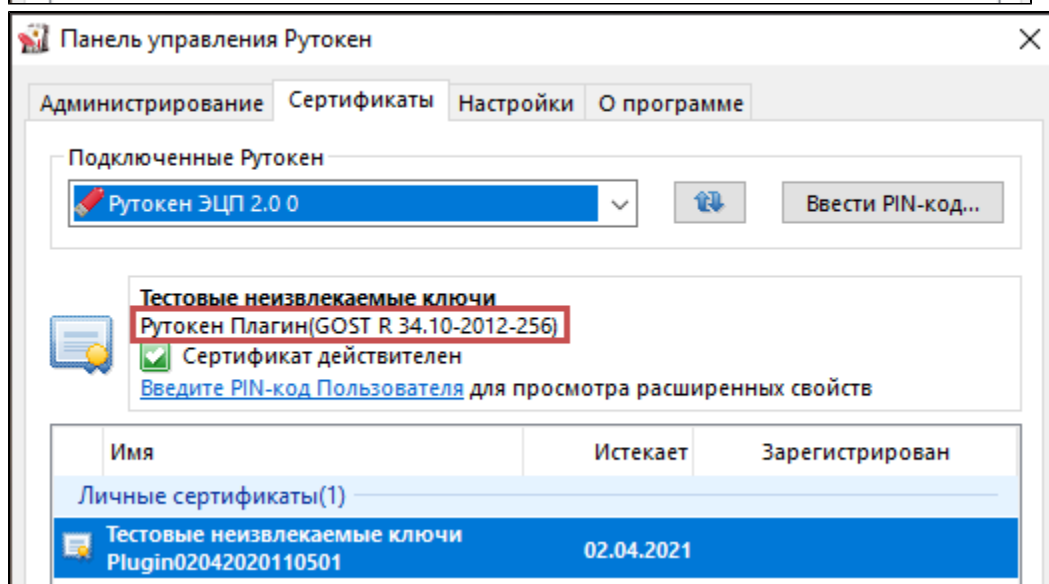 Панель управления Рутокен
Администрирование Сертификаты Настройки О программе
Подключенные Рутокен
Рутокен ЭЦП 2.0 0
Ввести PIN-код...
Тестовые неизвлекаемые ключи
Рутокен Плагин(GOST R 34.10-2012-256)
Сертификат действителен
Введите PIN-код Пользователя для просмотра расширенных свойств
Имя Истекает Зарегистрирован
Личные сертификаты(1)
Тестовые неизвлекаемые ключи
Plugin02042020110501 02.04.2021